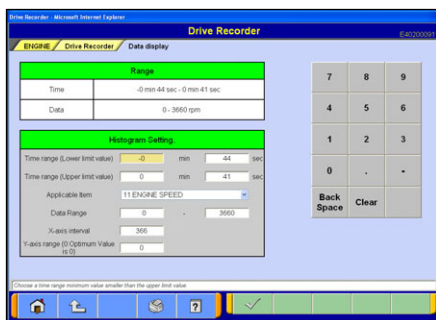 Drive Recorder - Microsoft Internet Explorer
Drive Recorder
E40200091
ENGINE Drive Recorder Data display
Range
Time -0 min 44 sec - 0 min 41 sec
Data 0 - 3660 rpm
Histogram Setting.
Time range (Lower limit value) -0 min 44 sec
Time range (Upper limit value) 0 min 41 sec
Applicable Item 11:ENGINE SPEED
Data Range 0 - 3660
X-axis interval 366
Y-axis range (0 Optimum Value is 0) 0
7 8 9
4 5 6
1 2 3
0 . -
Back Space Clear
Choose a time range minimum value smaller than the upper limit value
?